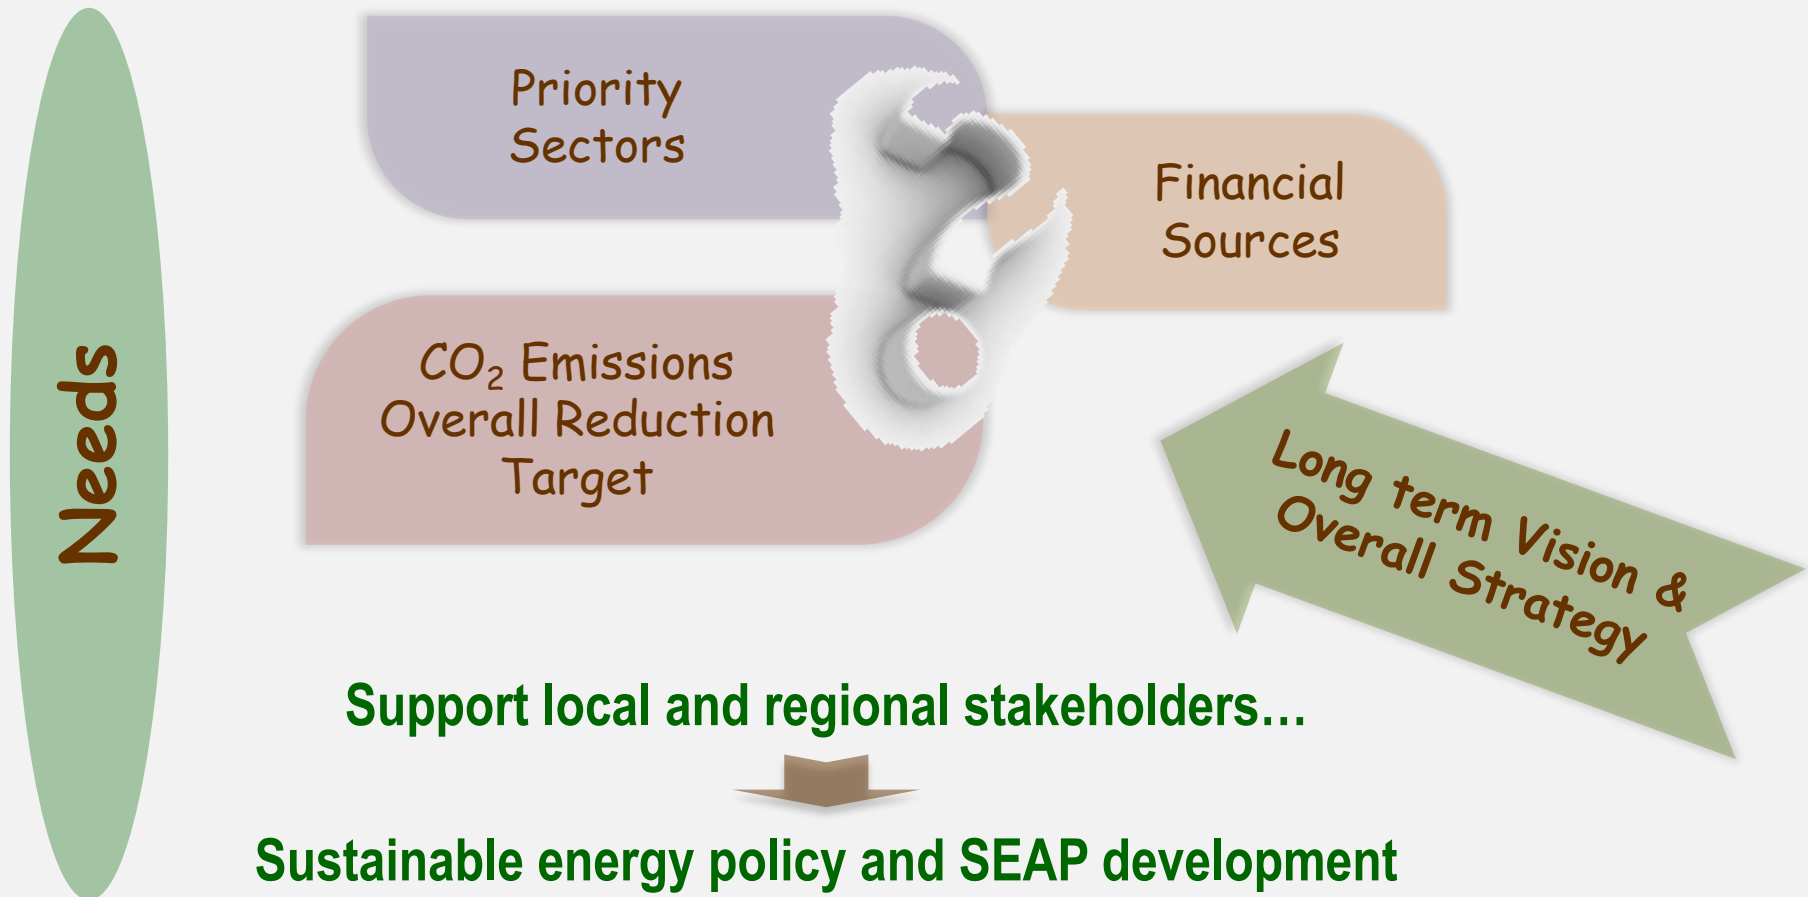 Needs
Priority
Sectors
Financial
Sources
CO₂ Emissions
Overall Reduction
Target
Long term Vision &
Overall Strategy
Support local and regional stakeholders…
Sustainable energy policy and SEAP development